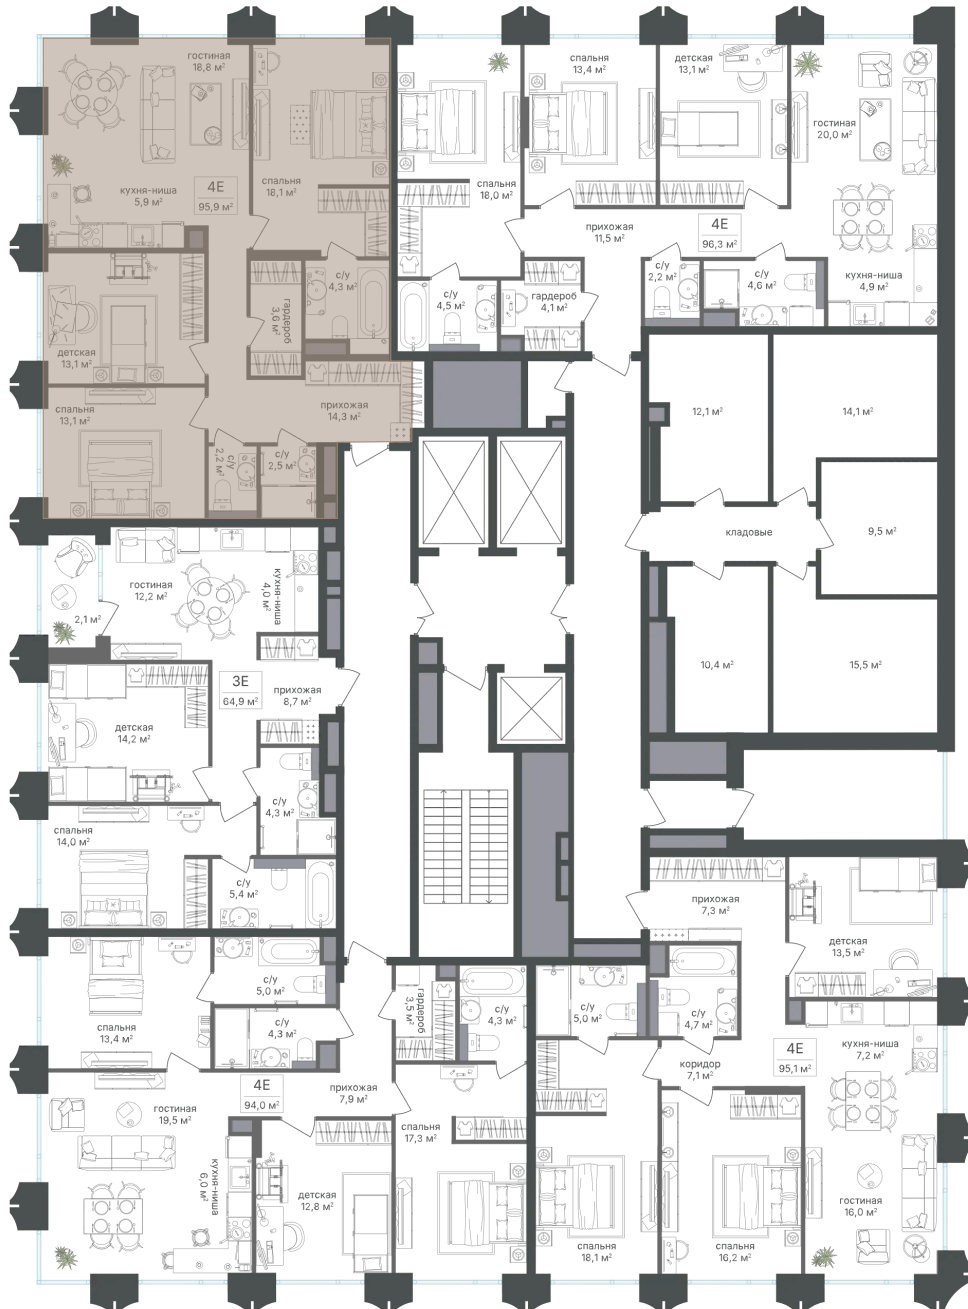 гостиная
18,8 м²
спальня
18,1 м²
кухня-ниша
5,9 м²
4Е
95,9 м²
с/у
4,3 м²
гардероб
3,6 м²
детская
13,1 м²
спальня
13,1 м²
прихожая
14,3 м²
с/у
2,2 м²
с/у
2,5 м²
спальня
13,4 м²
детская
13,1 м²
гостиная
20,0 м²
спальня
18,0 м²
прихожая
11,5 м²
4Е
96,3 м²
с/у
4,5 м²
гардероб
4,1 м²
с/у
2,2 м²
с/у
4,6 м²
кухня-ниша
4,9 м²
12,1 м²
14,1 м²
кладовые
9,5 м²
10,4 м²
15,5 м²
гостиная
12,2 м²
кухня-ниша
4,0 м²
2,1 м²
3Е
64,9 м²
прихожая
8,7 м²
детская
14,2 м²
с/у
4,3 м²
спальня
14,0 м²
с/у
5,4 м²
прихожая
7,3 м²
детская
13,5 м²
с/у
5,0 м²
спальня
13,4 м²
с/у
4,3 м²
гардероб
3,5 м²
с/у
4,3 м²
с/у
5,0 м²
с/у
4,7 м²
4Е
94,0 м²
прихожая
7,9 м²
гостиная
19,5 м²
кухня-ниша
6,0 м²
спальня
17,3 м²
детская
12,8 м²
коридор
7,1 м²
4Е
95,1 м²
кухня-ниша
7,2 м²
гостиная
16,0 м²
спальня
18,1 м²
спальня
16,2 м²